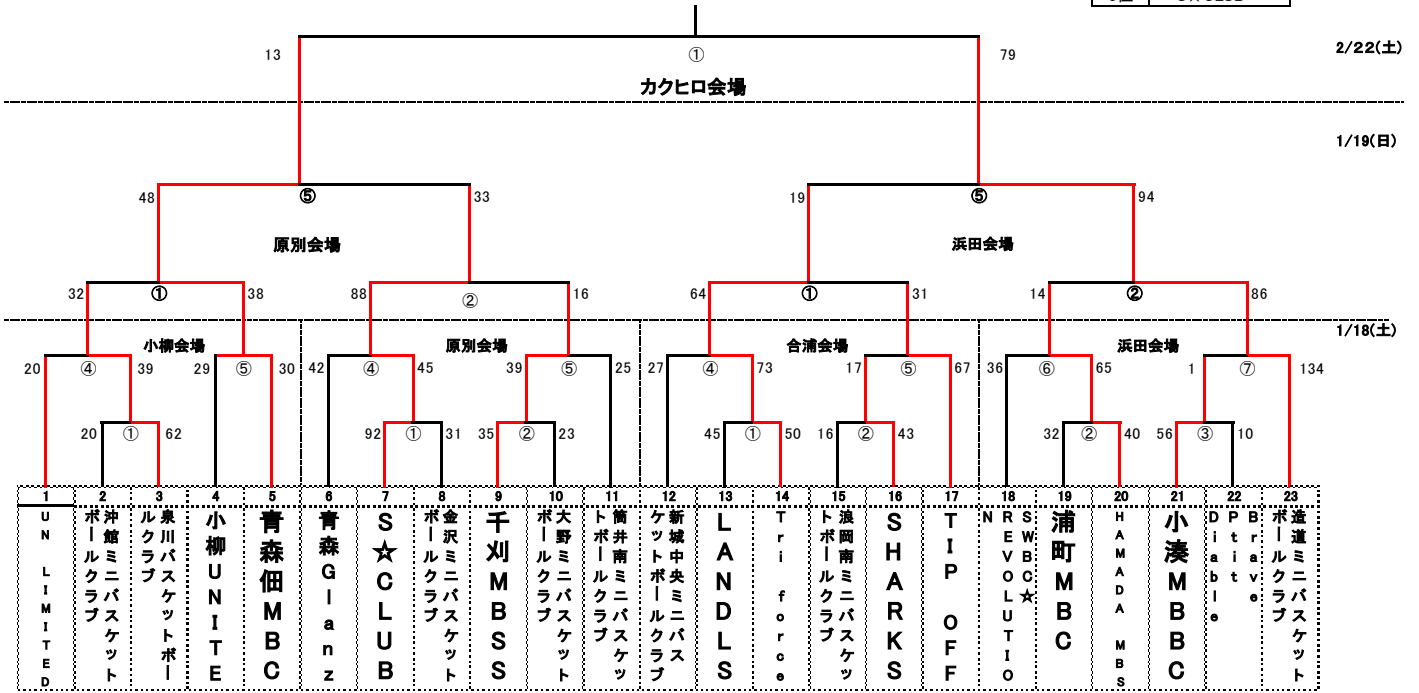 13
①
79
2/22(土)
カクヒロ会場
1/19(日)
48
⑤
33
19
⑤
94
原別会場
浜田会場
32
①
38
88
②
16
64
①
31
14
②
86
1/18(土)
小柳会場
原別会場
合浦会場
浜田会場
20
④
39
29
⑤
30
42
④
45
39
⑤
25
27
④
73
17
⑤
67
36
⑥
65
1
⑦
134
20
①
62
92
①
31
35
②
23
45
①
50
16
②
43
32
②
40
56
③
10
1
2
3
4
5
6
7
8
9
10
11
12
13
14
15
16
17
18
19
20
21
22
23
UN LIMITED
沖館ミニバスケット
ボールクラブ
泉川バスケットボー
ルクラブ
小柳UNITE
青森佃MBC
青森Glanz
S☆CLUB
金沢ミニバスケット
ボールクラブ
千刈MBSS
大野ミニバスケット
ボールクラブ
筒井南ミニバスケッ
トボールクラブ
新城中央ミニバス
ケットボールクラブ
LANDLS
Tri force
浪岡南ミニバスケッ
トボールクラブ
SHARKS
TIP OFF
SWBC☆
REVOLUTIO
N
浦町MBC
HAMADA MBS
小湊MBBC
Brave
Ptit
Diable
造道ミニバスケット
ボールクラブ